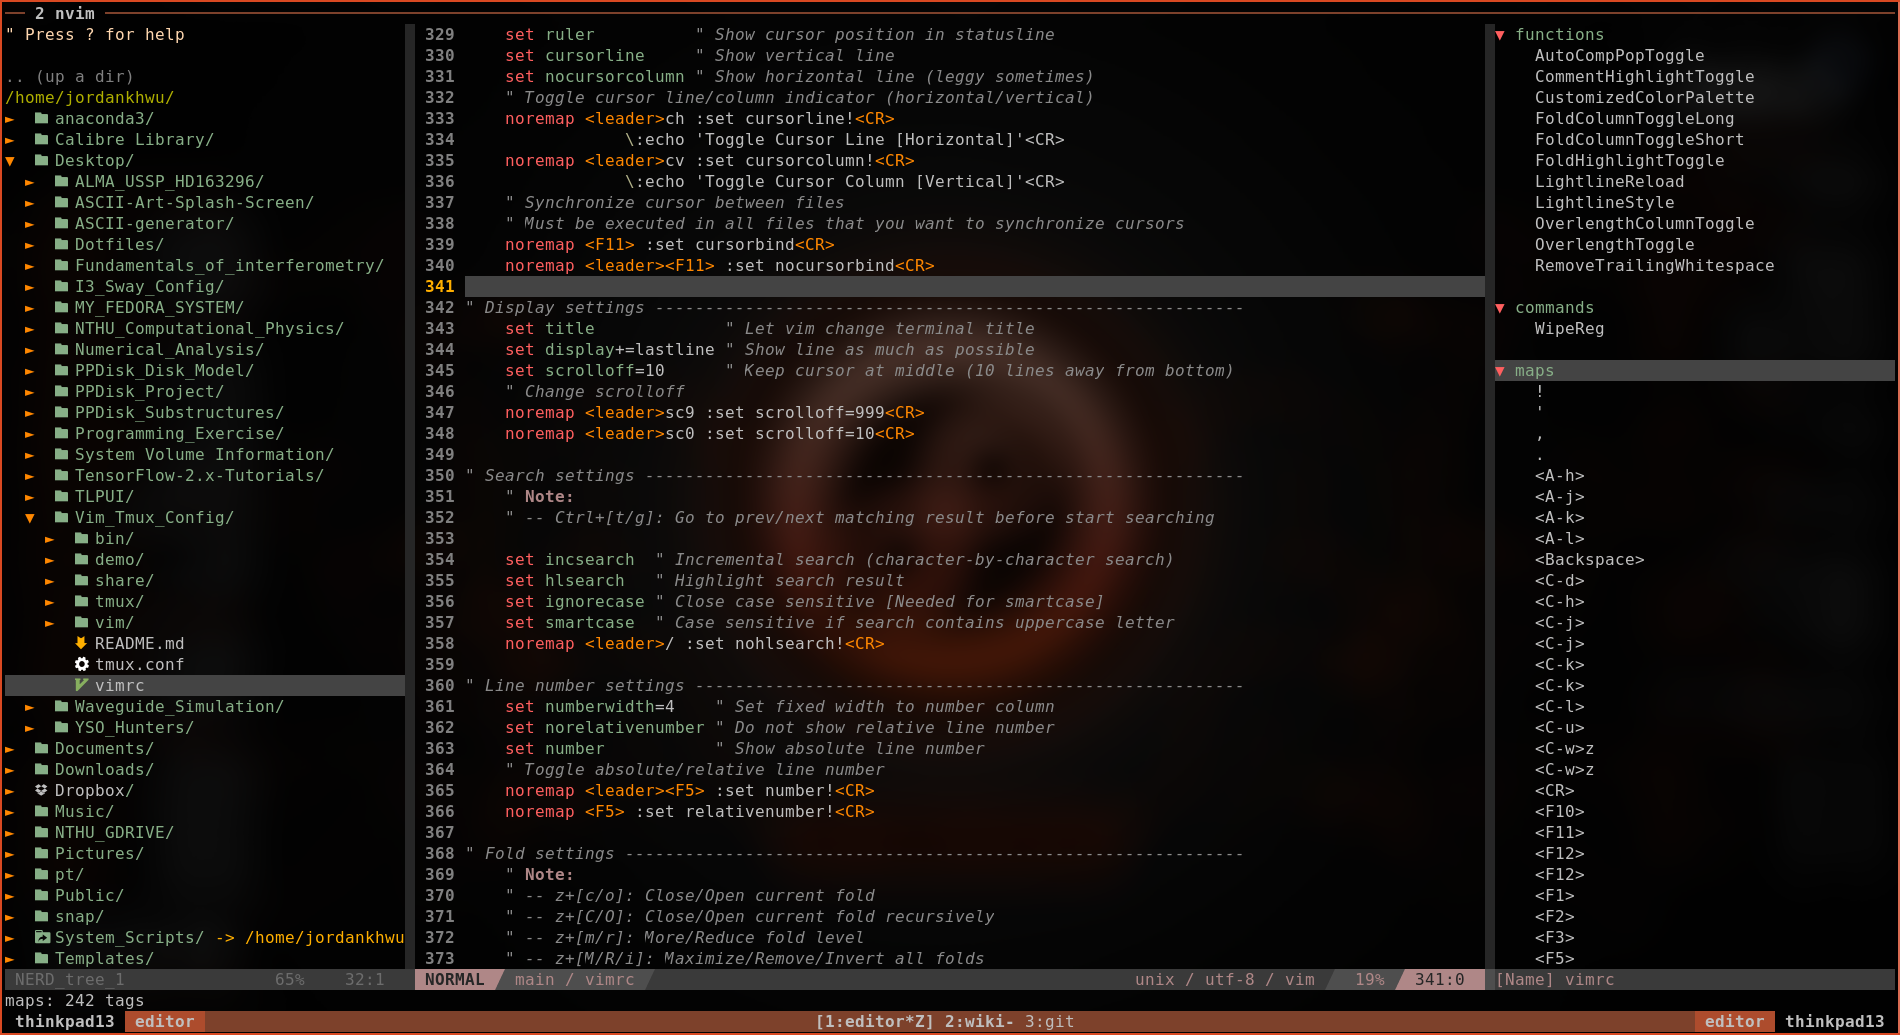 2 nvim
" Press ? for help
.. (up a dir)
/home/jordankhwu/
anaconda3/
Calibre Library/
Desktop/
ALMA_USSP_HD163296/
ASCII-Art-Splash-Screen/
ASCII-generator/
Dotfiles/
Fundamentals_of_interferometry/
I3_Sway_Config/
MY_FEDORA_SYSTEM/
NTHU_Computational_Physics/
Numerical_Analysis/
PPDisk_Disk_Model/
PPDisk_Project/
PPDisk_Substructures/
Programming_Exercise/
System Volume Information/
TensorFlow-2.x-Tutorials/
TLPUI/
Vim_Tmux_Config/
bin/
demo/
share/
tmux/
vim/
README.md
tmux.conf
vimrc
Waveguide_Simulation/
YSO_Hunters/
Documents/
Downloads/
Dropbox/
Music/
NTHU_GDRIVE/
Pictures/
pt/
Public/
snap/
System_Scripts/ -> /home/jordankhwu
Templates/
NERD_tree_1 65% 32:1
329 set ruler " Show cursor position in statusline
330 set cursorline " Show vertical line
331 set nocursorcolumn " Show horizontal line (leggy sometimes)
332 " Toggle cursor line/column indicator (horizontal/vertical)
333 noremap <leader>ch :set cursorline!<CR>
334 \:echo 'Toggle Cursor Line [Horizontal]'<CR>
335 noremap <leader>cv :set cursorcolumn!<CR>
336 \:echo 'Toggle Cursor Column [Vertical]'<CR>
337 " Synchronize cursor between files
338 " Must be executed in all files that you want to synchronize cursors
339 noremap <F11> :set cursorbind<CR>
340 noremap <leader><F11> :set nocursorbind<CR>
341
342 " Display settings -----------------------------------------------------------
343 set title " Let vim change terminal title
344 set display+=lastline " Show line as much as possible
345 set scrolloff=10 " Keep cursor at middle (10 lines away from bottom)
346 " Change scrolloff
347 noremap <leader>sc9 :set scrolloff=999<CR>
348 noremap <leader>sc0 :set scrolloff=10<CR>
349
350 " Search settings ------------------------------------------------------------
351 " Note:
352 " -- Ctrl+[t/g]: Go to prev/next matching result before start searching
353
354 set incsearch " Incremental search (character-by-character search)
355 set hlsearch " Highlight search result
356 set ignorecase " Close case sensitive [Needed for smartcase]
357 set smartcase " Case sensitive if search contains uppercase letter
358 noremap <leader>/ :set nohlsearch!<CR>
359
360 " Line number settings -------------------------------------------------------
361 set numberwidth=4 " Set fixed width to number column
362 set norelativenumber " Do not show relative line number
363 set number " Show absolute line number
364 " Toggle absolute/relative line number
365 noremap <leader><F5> :set number!<CR>
366 noremap <F5> :set relativenumber!<CR>
367
368 " Fold settings --------------------------------------------------------------
369 " Note:
370 " -- z+[c/o]: Close/Open current fold
371 " -- z+[C/O]: Close/Open current fold recursively
372 " -- z+[m/r]: More/Reduce fold level
373 " -- z+[M/R/i]: Maximize/Remove/Invert all folds
NORMAL main / vimrc unix / utf-8 / vim 19% 341:0
functions
AutoCompPopToggle
CommentHighlightToggle
CustomizedColorPalette
FoldColumnToggleLong
FoldColumnToggleShort
FoldHighlightToggle
LightlineReload
LightlineStyle
OverlengthColumnToggle
OverlengthToggle
RemoveTrailingWhitespace
commands
WipeReg
maps
!
'
,
.
<A-h>
<A-j>
<A-k>
<A-l>
<Backspace>
<C-d>
<C-h>
<C-j>
<C-j>
<C-k>
<C-k>
<C-l>
<C-u>
<C-w>z
<C-w>z
<CR>
<F10>
<F11>
<F12>
<F12>
<F1>
<F2>
<F3>
<F5>
[Name] vimrc
maps: 242 tags
thinkpad13 editor [1:editor*Z] 2:wiki- 3:git editor thinkpad13